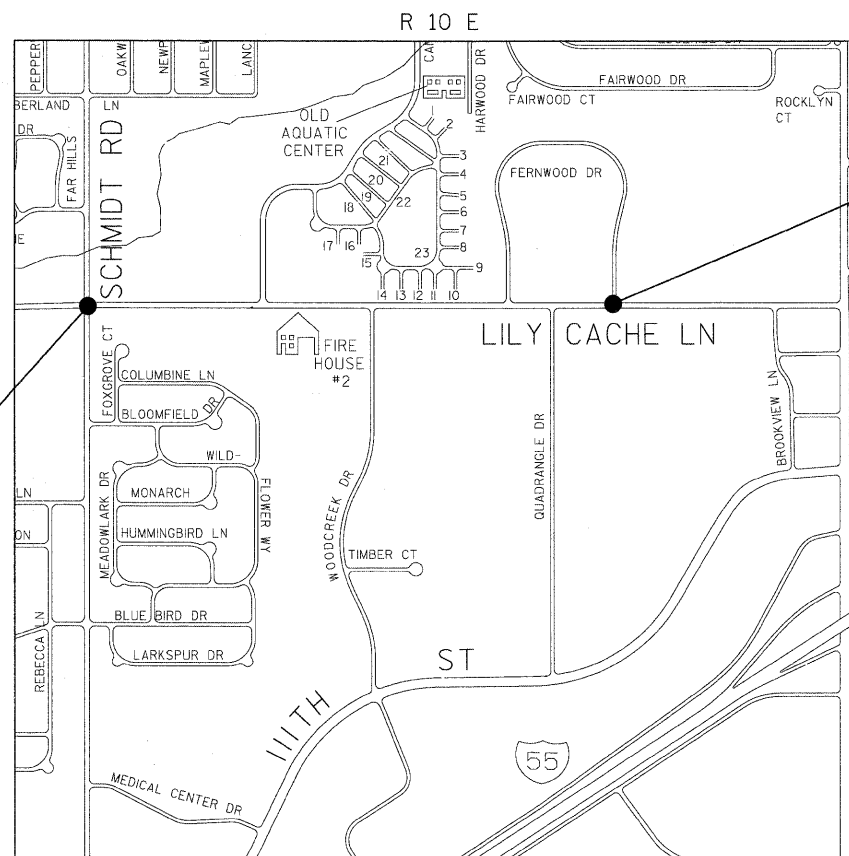 R 10 E
PEPPER
OAKW
NEWP
MAPLEW
LANC
CAN
HARWOOD DR
FAIRWOOD DR
FAIRWOOD CT
ROCKLYN
CT
BERLAND
LN
DR
FAR HILLS
SCHMIDT RD
OLD
AQUATIC
CENTER
1
2
3
4
5
6
7
8
9
10
11
12
13
14
15
16
17
18
19
20
21
22
23
FERNWOOD DR
LILY CACHE LN
FIRE
HOUSE
#2
FOXGROVE CT
COLUMBINE LN
BLOOMFIELD DR
WILD-
FLOWER WY
MONARCH
MEADOWLARK DR
HUMMINGBIRD LN
BLUE BIRD DR
LARKSPUR DR
LN
ON
REBECCA LN
WOODCREEK DR
TIMBER CT
QUADRANGLE DR
BROOKVIEW LN
111TH ST
55
MEDICAL CENTER DR